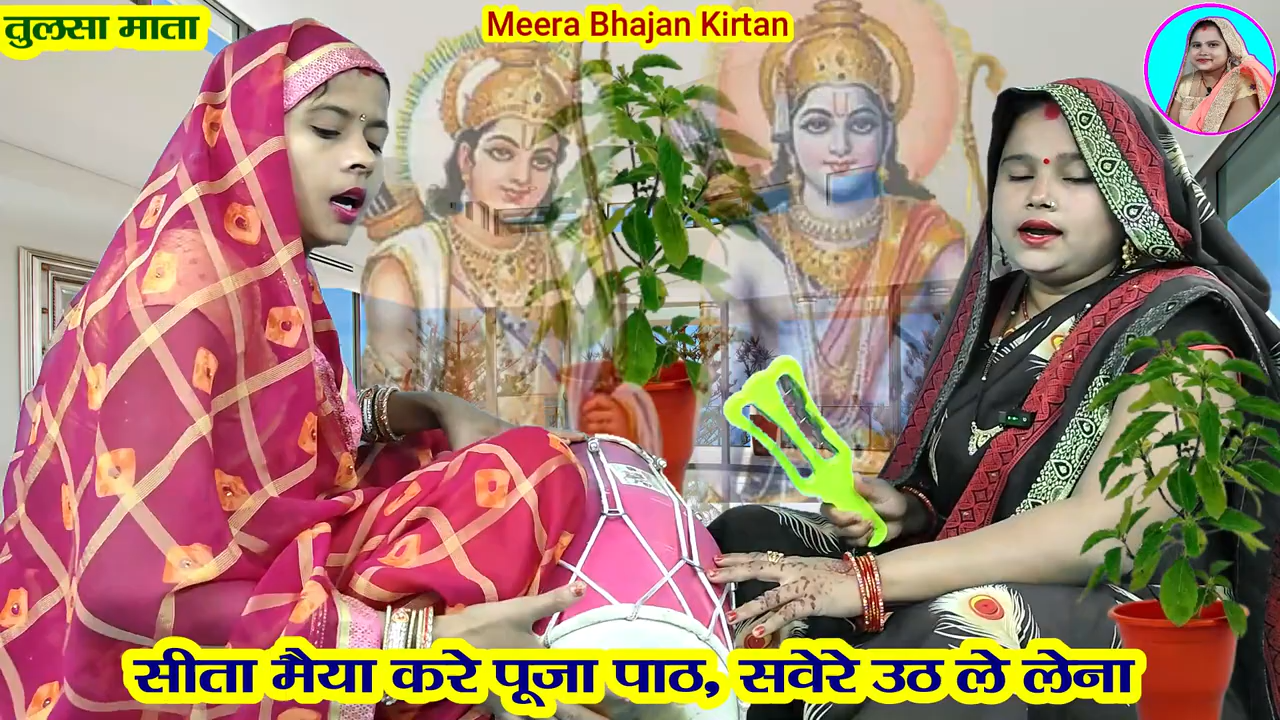 तुलसा माता
Meera Bhajan Kirtan
सीता मैया करे पूजा पाठ, सवेरे उठ ले लेना